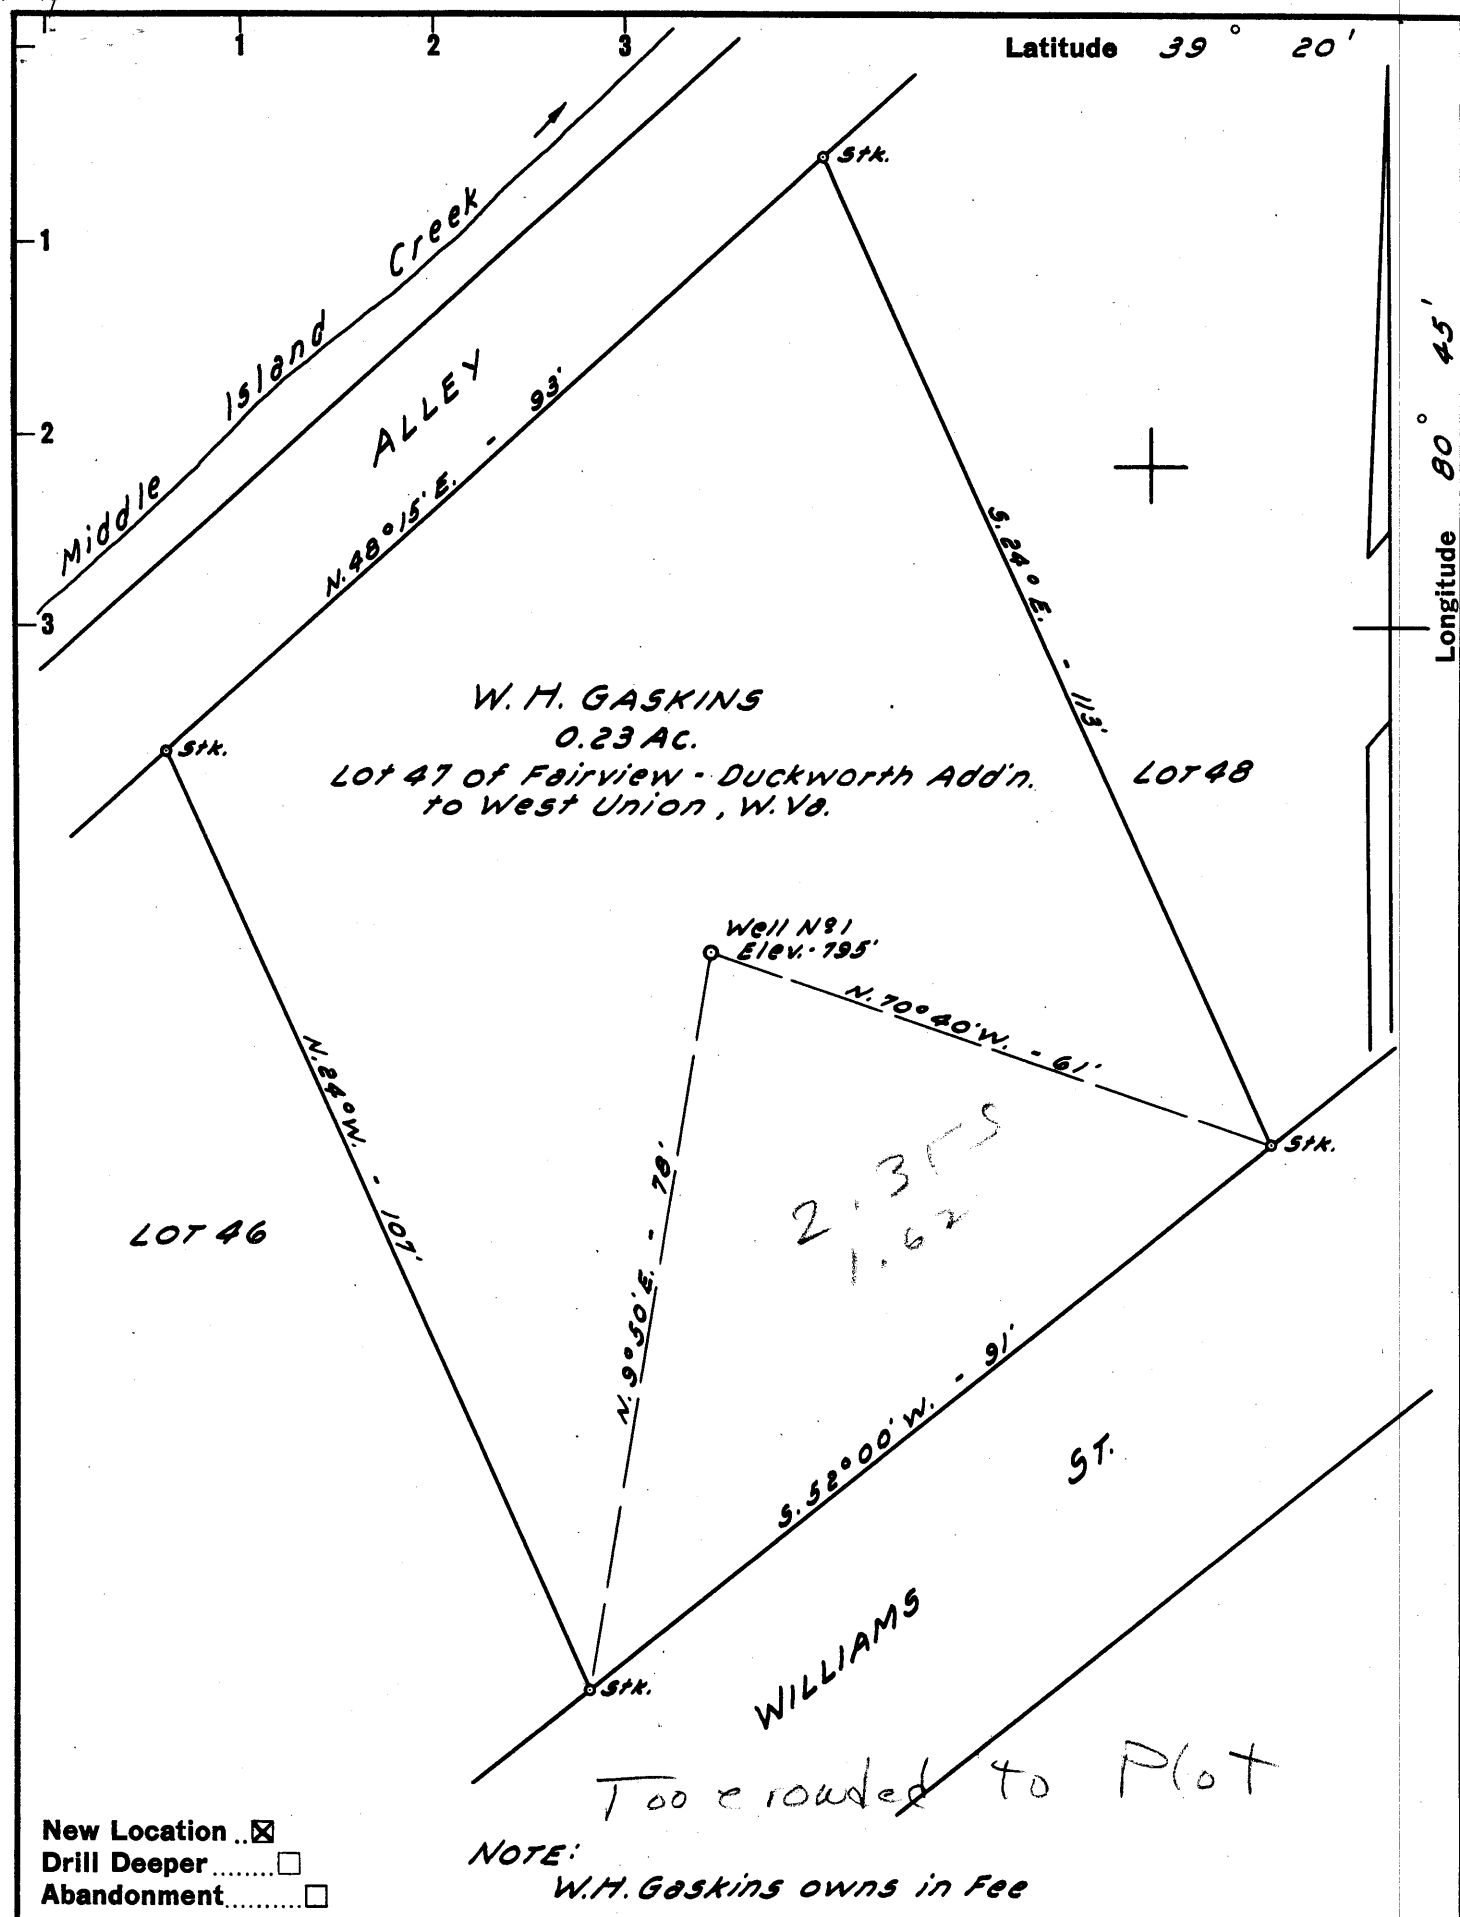 1 2 3
Latitude 39° 20'
1
2
3
Longitude 80° 45'
Middle Island Creek
ALLEY
Stk.
N. 48° 15' E. - 93'
S. 24° E. - 113'
W. H. GASKINS
0.23 Ac.
Lot 47 of Fairview - Duckworth Add'n.
to West Union, W. Va.
Stk.
LOT 48
Well Nº 1
Elev. - 795'
N. 70° 40' W. - 61'
N. 24° W. - 107'
Stk.
LOT 46
N. 9° 50' E. - 78'
1.62
S. 52° 00' W. - 91'
WILLIAMS ST.
Stk.
Too crowded to Plot
New Location .. ☒
Drill Deeper ........ ☐
Abandonment .......... ☐
NOTE:
W. H. Gaskins owns in Fee